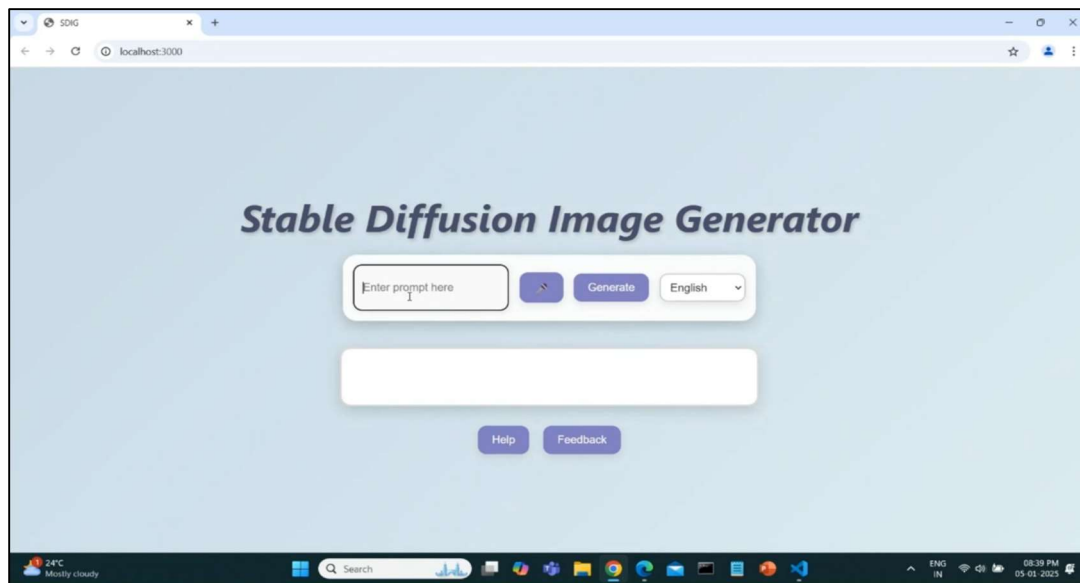 SDIG
localhost:3000
Stable Diffusion Image Generator
Enter prompt here
Generate
English
Help
Feedback
24°C
Mostly cloudy
Search
ENG
IN
08:39 PM
05-01-2025